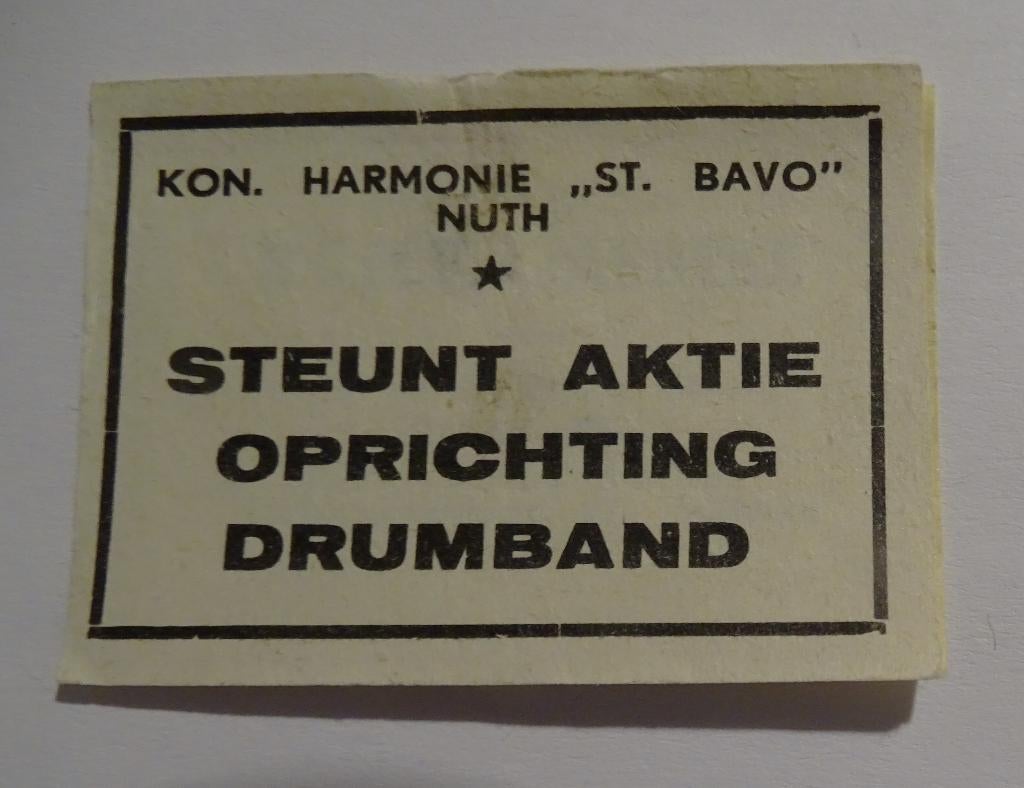 KON. HARMONIE „ST. BAVO”
NUTH
STEUNT AKTIE
OPRICHTING
DRUMBAND